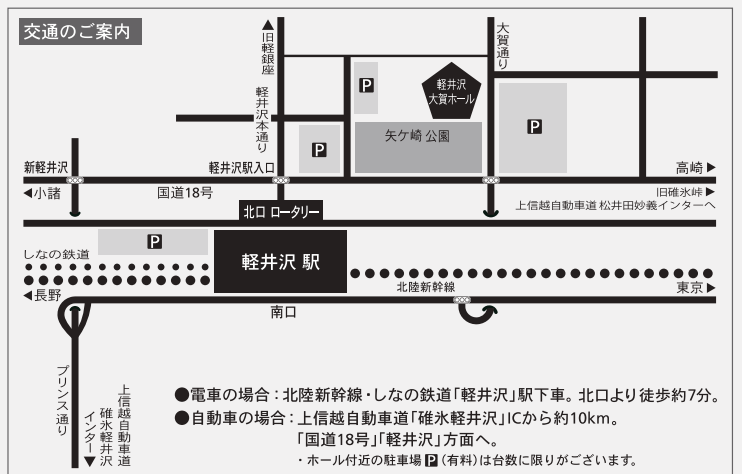 交通のご案内
▲旧軽銀座
軽井沢本通り
大賀通り
P
軽井沢
大賀ホール
矢ケ崎 公園
P
P
新軽井沢
軽井沢駅入口
高崎▶
◀小諸
国道18号
旧碓氷峠▶
上信越自動車道 松井田妙義インターへ
北口 ロータリー
P
しなの鉄道
軽井沢 駅
北陸新幹線
◀長野
東京▶
南口
プリンス通り
上信越自動車道
碓氷軽井沢
インター▼
●電車の場合：北陸新幹線・しなの鉄道「軽井沢」駅下車。北口より徒歩約7分。
●自動車の場合：上信越自動車道「碓氷軽井沢」ICから約10km。
「国道18号」「軽井沢」方面へ。
・ホール付近の駐車場 P（有料）は台数に限りがございます。